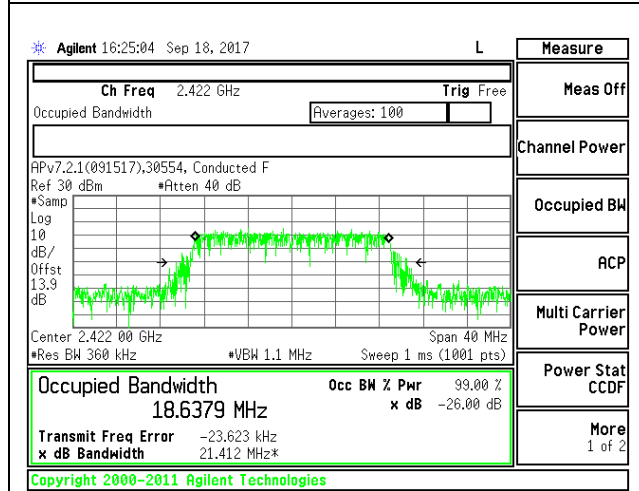 Agilent 16:25:04 Sep 18, 2017 L
Measure
Ch Freq 2.422 GHz Trig Free
Occupied Bandwidth Averages: 100
APv7.2.1(091517),30554, Conducted F
Ref 30 dBm #Atten 40 dB
#Samp
Log
10
dB/
Offst
13.9
dB
Center 2.422 00 GHz Span 40 MHz
#Res BW 360 kHz #VBW 1.1 MHz Sweep 1 ms (1001 pts)
Occupied Bandwidth Occ BW % Pwr 99.00 %
18.6379 MHz x dB -26.00 dB
Transmit Freq Error -23.623 kHz
x dB Bandwidth 21.412 MHz*
Copyright 2000-2011 Agilent Technologies
Meas Off
Channel Power
Occupied BW
ACP
Multi Carrier
Power
Power Stat
CCDF
More
1 of 2